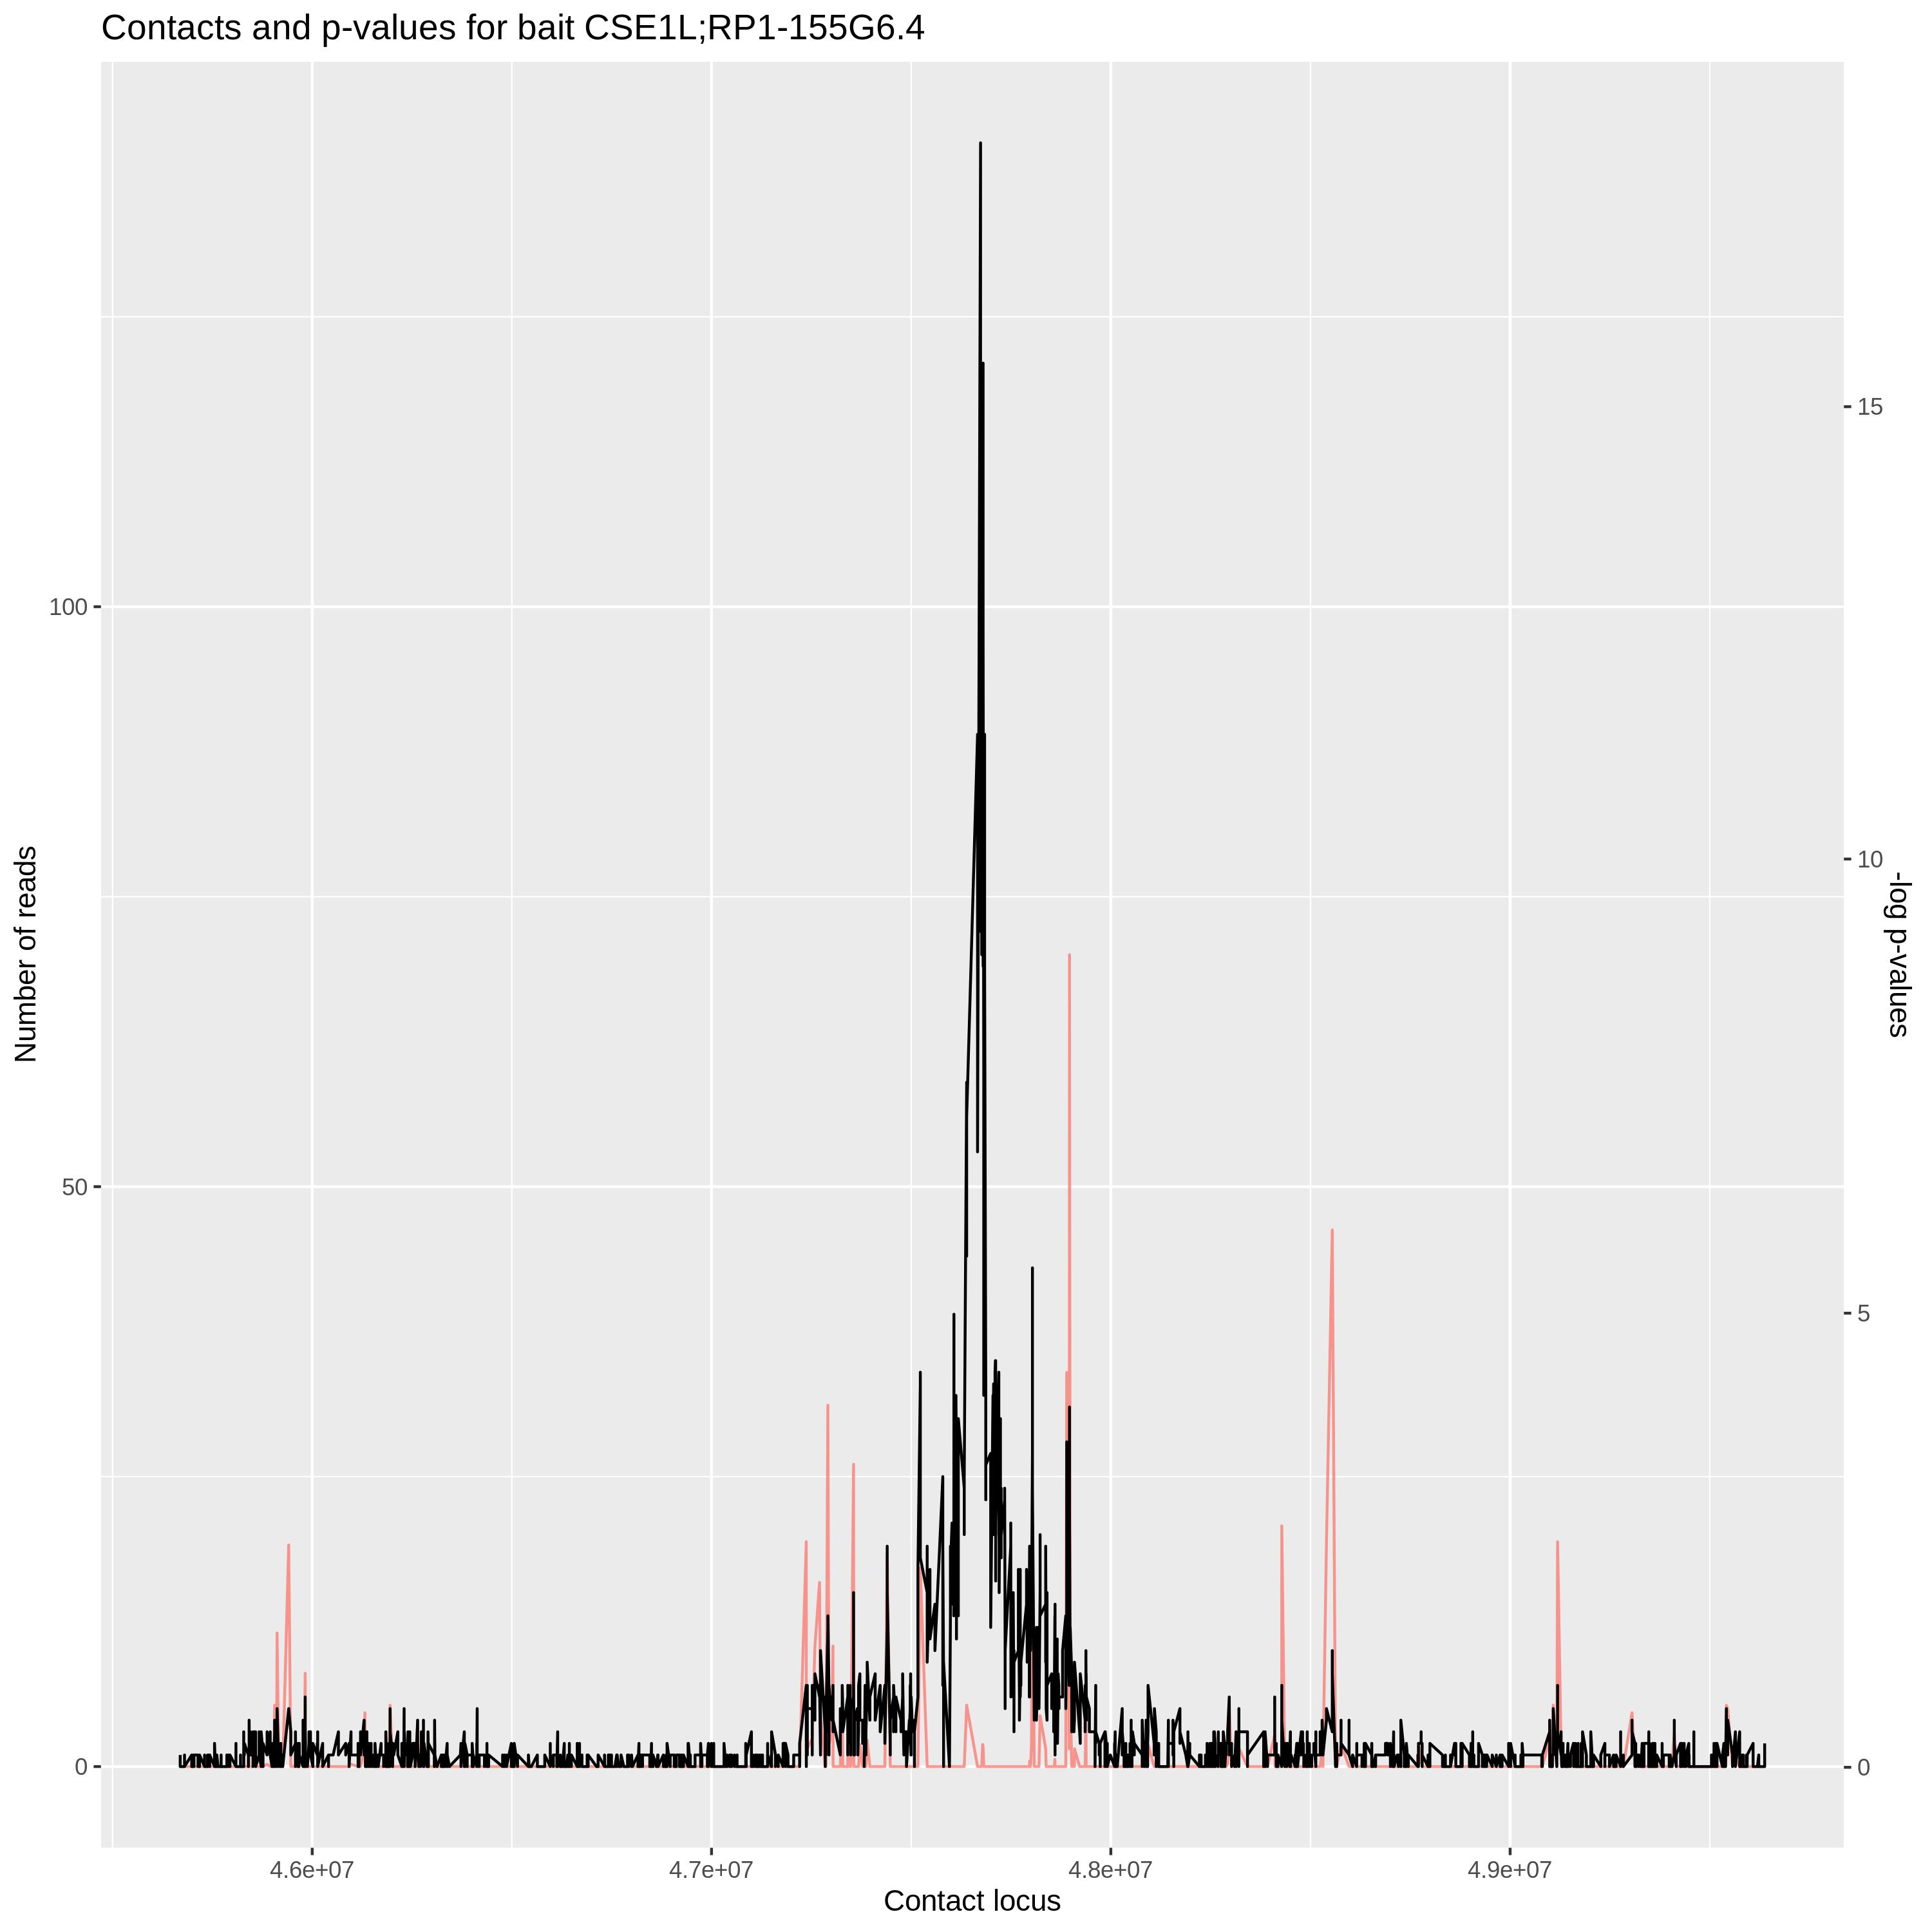 Contacts and p-values for bait CSE1L;RP1-155G6.4
Number of reads
100
50
0
15
10
5
0
-log p-values
4.6e+07
4.7e+07
4.8e+07
4.9e+07
Contact locus